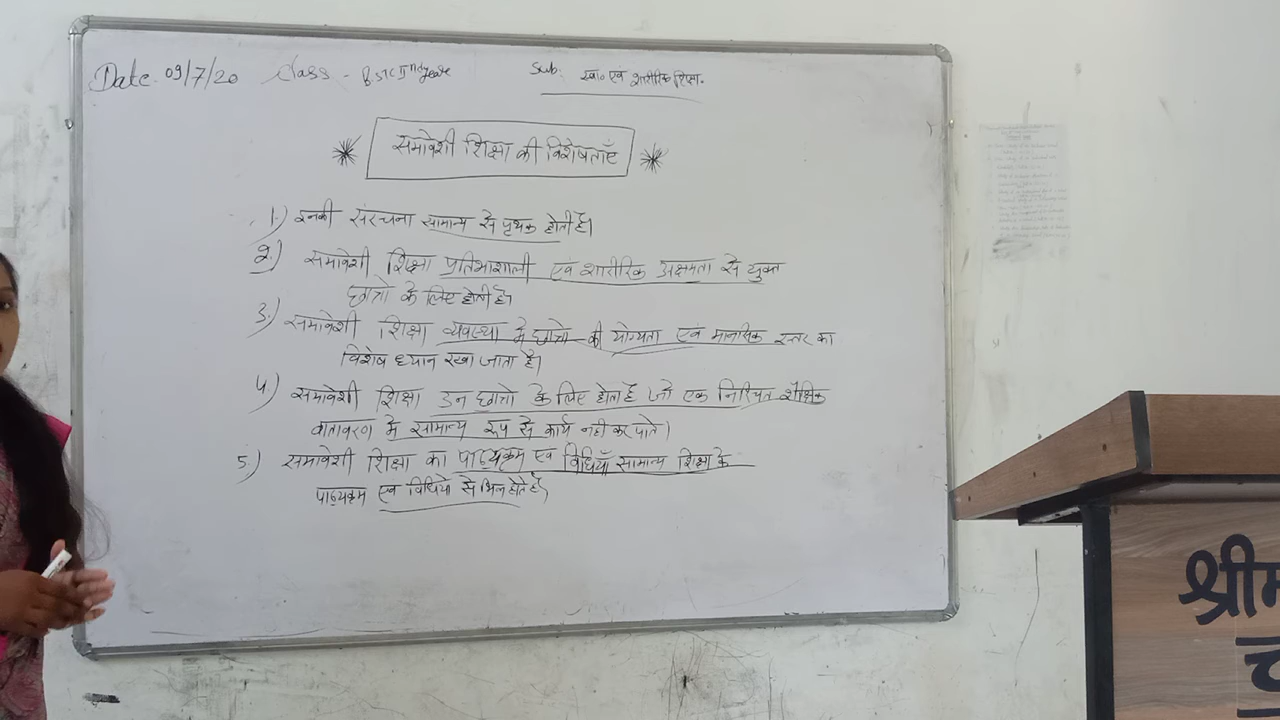 Date. 09/7/20 Class - B.STC IInd year Sub: स्वा० एवं शारीरिक शिक्षा.
समावेशी शिक्षा की विशेषताएँ
1.) इनकी संरचना सामान्य से पृथक होती है।
2.) समावेशी शिक्षा प्रतिभाशाली एवं शारीरिक अक्षमता से युक्त
छात्रो के लिए होती है।
3.) समावेशी शिक्षा व्यवस्था मे छात्रो की योग्यता एवं मानसिक स्तर का
विशेष ध्यान रखा जाता है।
4) समावेशी शिक्षा उन छात्रो के लिए होता है जो एक निश्चित शैक्षिक
वातावरण मे सामान्य रूप से कार्य नही कर पाते।
5.) समावेशी शिक्षा का पाठ्यक्रम एवं विधियाँ सामान्य शिक्षा के
पाठ्यक्रम एवं विधियो से भिन्न होते है।